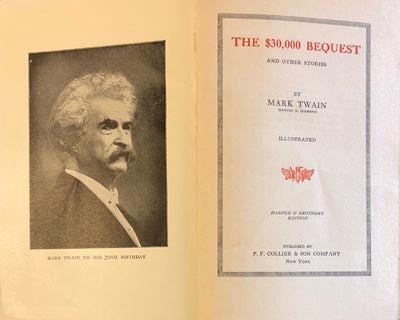 MARK TWAIN ON HIS 70TH BIRTHDAY
THE $30,000 BEQUEST
AND OTHER STORIES
BY
MARK TWAIN
(SAMUEL L. CLEMENS)
ILLUSTRATED
HARPER & BROTHERS
EDITION
PUBLISHED BY
P. F. COLLIER & SON COMPANY
NEW YORK